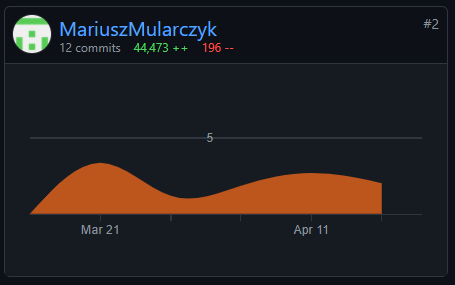 MariuszMularczyk
#2
12 commits 44,473 ++ 196 --
5
Mar 21 Apr 11